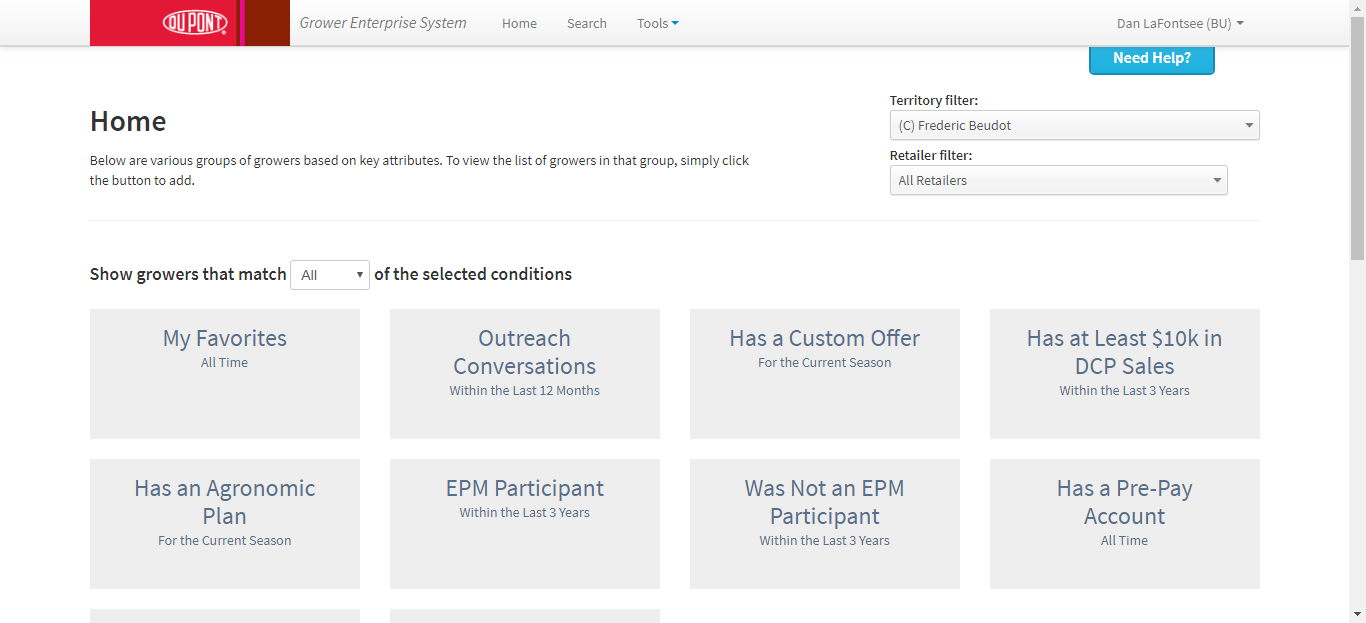 DU PONT
Grower Enterprise System
Home
Search
Tools
Dan LaFontsee (BU)
Need Help?
Home
Below are various groups of growers based on key attributes. To view the list of growers in that group, simply click
the button to add.
Territory filter:
(C) Frederic Beudot
Retailer filter:
All Retailers
Show growers that match All of the selected conditions
My Favorites
All Time
Outreach
Conversations
Within the Last 12 Months
Has a Custom Offer
For the Current Season
Has at Least $10k in
DCP Sales
Within the Last 3 Years
Has an Agronomic
Plan
For the Current Season
EPM Participant
Within the Last 3 Years
Was Not an EPM
Participant
Within the Last 3 Years
Has a Pre-Pay
Account
All Time